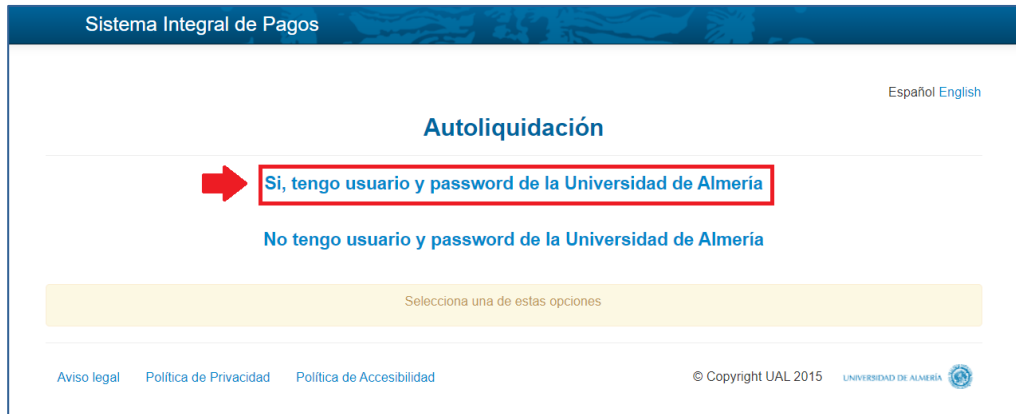 Sistema Integral de Pagos
Español English
Autoliquidación
Si, tengo usuario y password de la Universidad de Almería
No tengo usuario y password de la Universidad de Almería
Selecciona una de estas opciones
Aviso legal Política de Privacidad Política de Accesibilidad © Copyright UAL 2015 UNIVERSIDAD DE ALMERÍA